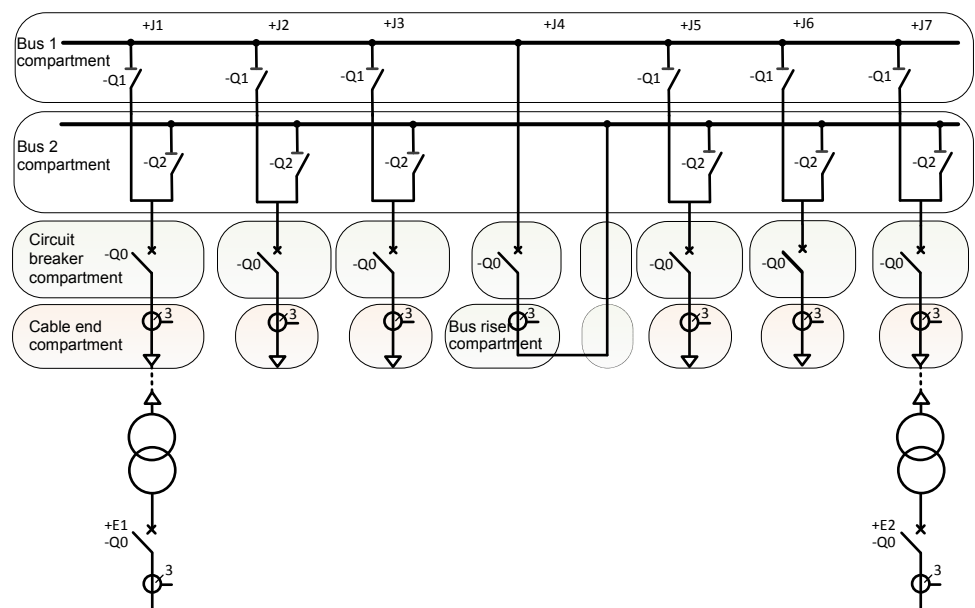 +J1 +J2 +J3 +J4 +J5 +J6 +J7
Bus 1
compartment
-Q1 -Q1 -Q1 -Q1 -Q1 -Q1
Bus 2
compartment
-Q2 -Q2 -Q2 -Q2 -Q2 -Q2
Circuit
breaker
compartment
-Q0 -Q0 -Q0 -Q0 -Q0 -Q0 -Q0
Cable end
compartment
3 3 3 3 3 3 3
Bus riser
compartment
+E1 +E2
-Q0 -Q0
3 3